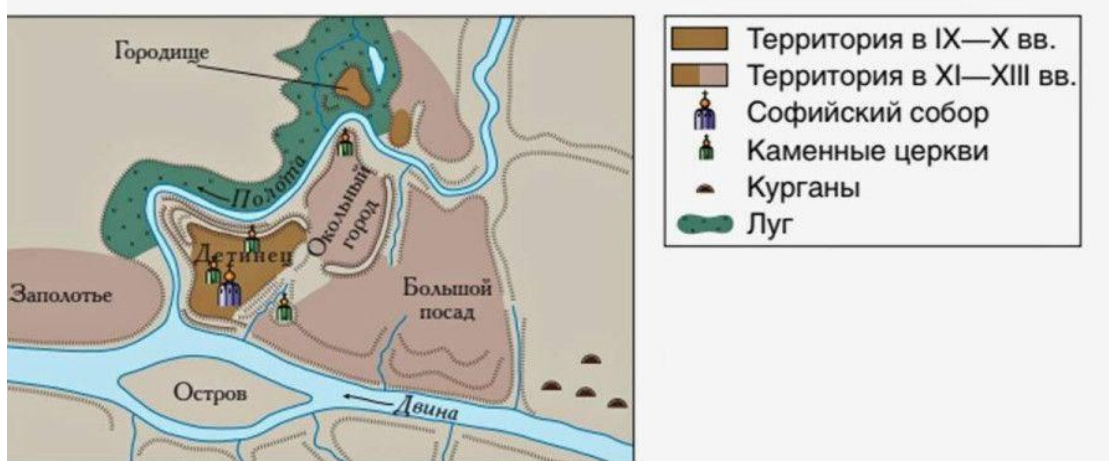 Городище
Полота
Окольный
город
Детинец
Заполотье
Большой
посад
Остров
Двина
Территория в IX—X вв.
Территория в XI—XIII вв.
Софийский собор
Каменные церкви
Курганы
Луг